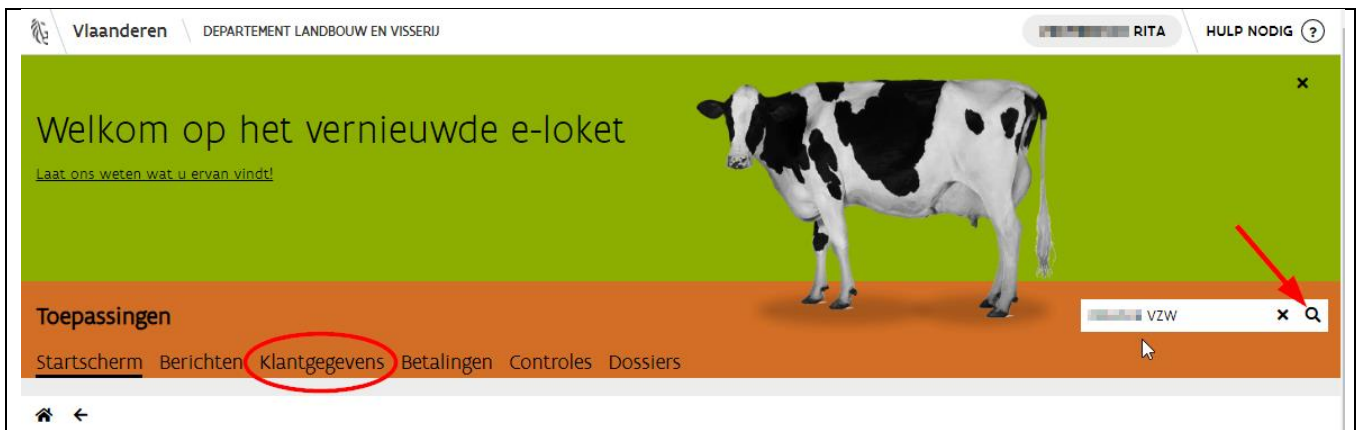 Vlaanderen DEPARTEMENT LANDBOUW EN VISSERIJ RITA HULP NODIG ?
Welkom op het vernieuwde e-loket
Laat ons weten wat u ervan vindt!
Toepassingen
VZW
Startscherm Berichten Klantgegevens Betalingen Controles Dossiers